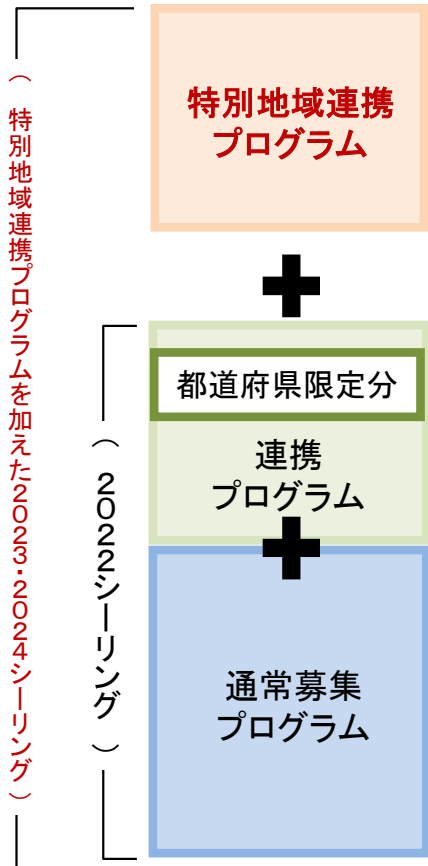 （特別地域連携プログラムを加えた２０２３・２０２４シーリング）
特別地域連携
プログラム
（２０２２シーリング）
都道府県限定分
連携
プログラム
通常募集
プログラム